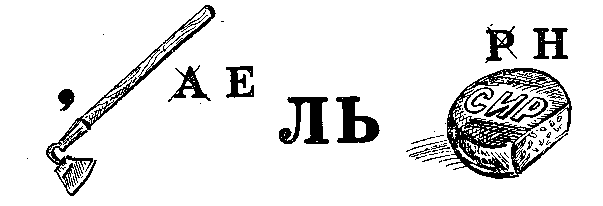 , А Е
ЛЬ
Р Н
СИР